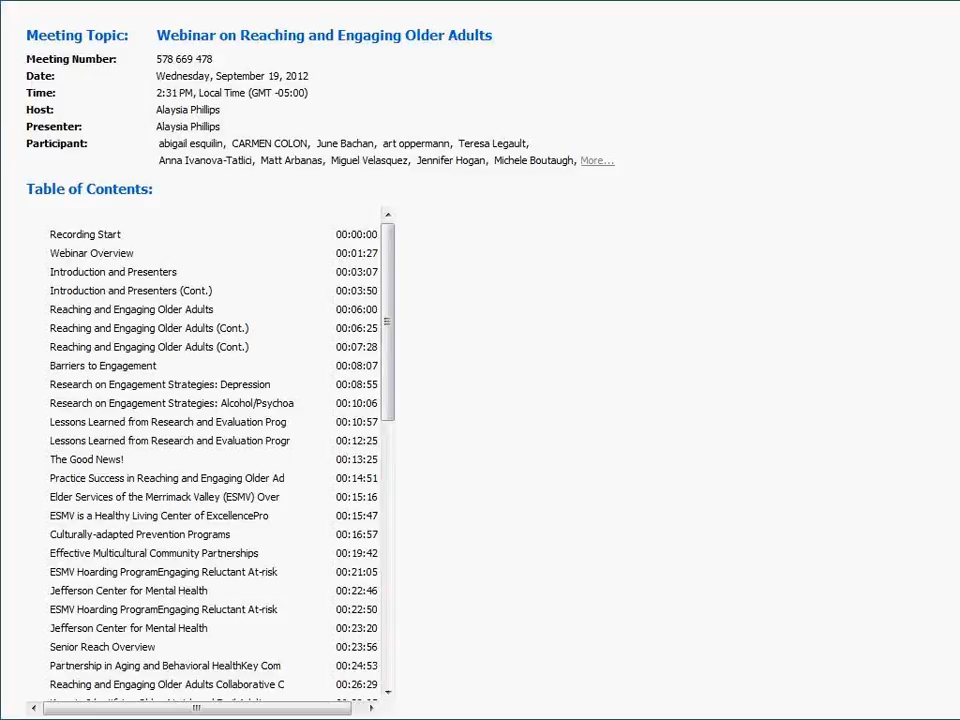 Meeting Topic: Webinar on Reaching and Engaging Older Adults
Meeting Number: 578 669 478
Date: Wednesday, September 19, 2012
Time: 2:31 PM, Local Time (GMT -05:00)
Host: Alaysia Phillips
Presenter: Alaysia Phillips
Participant: abigail esquilin, CARMEN COLON, June Bachan, art oppermann, Teresa Legault,
Anna Ivanova-Tatlici, Matt Arbanas, Miguel Velasquez, Jennifer Hogan, Michele Boutaugh, More...
Table of Contents:
Recording Start 00:00:00
Webinar Overview 00:01:27
Introduction and Presenters 00:03:07
Introduction and Presenters (Cont.) 00:03:50
Reaching and Engaging Older Adults 00:06:00
Reaching and Engaging Older Adults (Cont.) 00:06:25
Reaching and Engaging Older Adults (Cont.) 00:07:28
Barriers to Engagement 00:08:07
Research on Engagement Strategies: Depression 00:08:55
Research on Engagement Strategies: Alcohol/Psychoa 00:10:06
Lessons Learned from Research and Evaluation Prog 00:10:57
Lessons Learned from Research and Evaluation Progr 00:12:25
The Good News! 00:13:25
Practice Success in Reaching and Engaging Older Ad 00:14:51
Elder Services of the Merrimack Valley (ESMV) Over 00:15:16
ESMV is a Healthy Living Center of ExcellencePro 00:15:47
Culturally-adapted Prevention Programs 00:16:57
Effective Multicultural Community Partnerships 00:19:42
ESMV Hoarding ProgramEngaging Reluctant At-risk 00:21:05
Jefferson Center for Mental Health 00:22:46
ESMV Hoarding ProgramEngaging Reluctant At-risk 00:22:50
Jefferson Center for Mental Health 00:23:20
Senior Reach Overview 00:23:56
Partnership in Aging and Behavioral HealthKey Com 00:24:53
Reaching and Engaging Older Adults Collaborative C 00:26:29